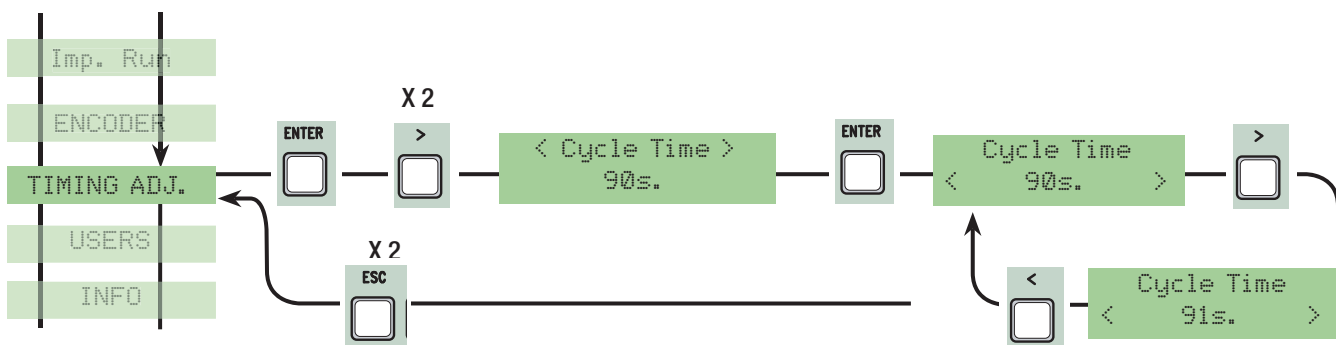 Imp. Run
ENCODER
TIMING ADJ.
USERS
INFO
ENTER
X 2
>
< Cycle Time >
90s.
ENTER
Cycle Time
< 90s. >
>
X 2
ESC
<
Cycle Time
< 91s. >